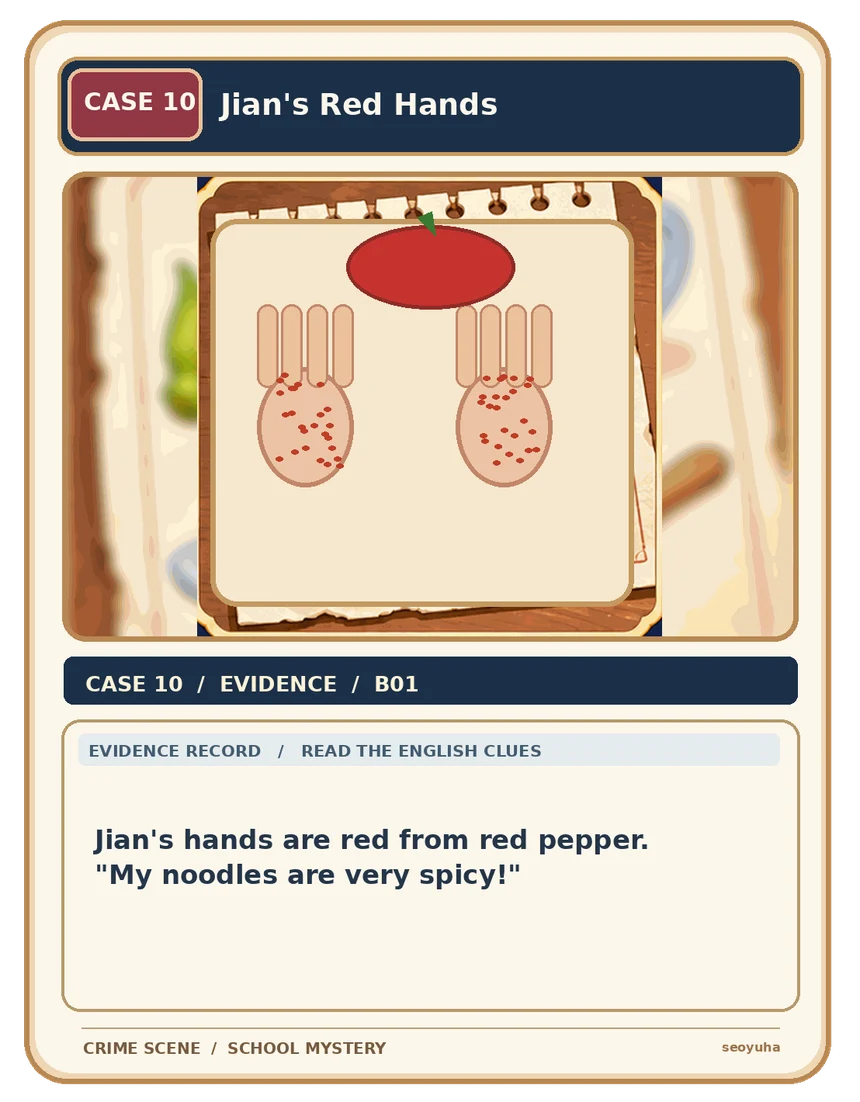 CASE 10
Jian's Red Hands
CASE 10 / EVIDENCE / B01
EVIDENCE RECORD / READ THE ENGLISH CLUES
Jian's hands are red from red pepper.
"My noodles are very spicy!"
CRIME SCENE / SCHOOL MYSTERY
seoyuha